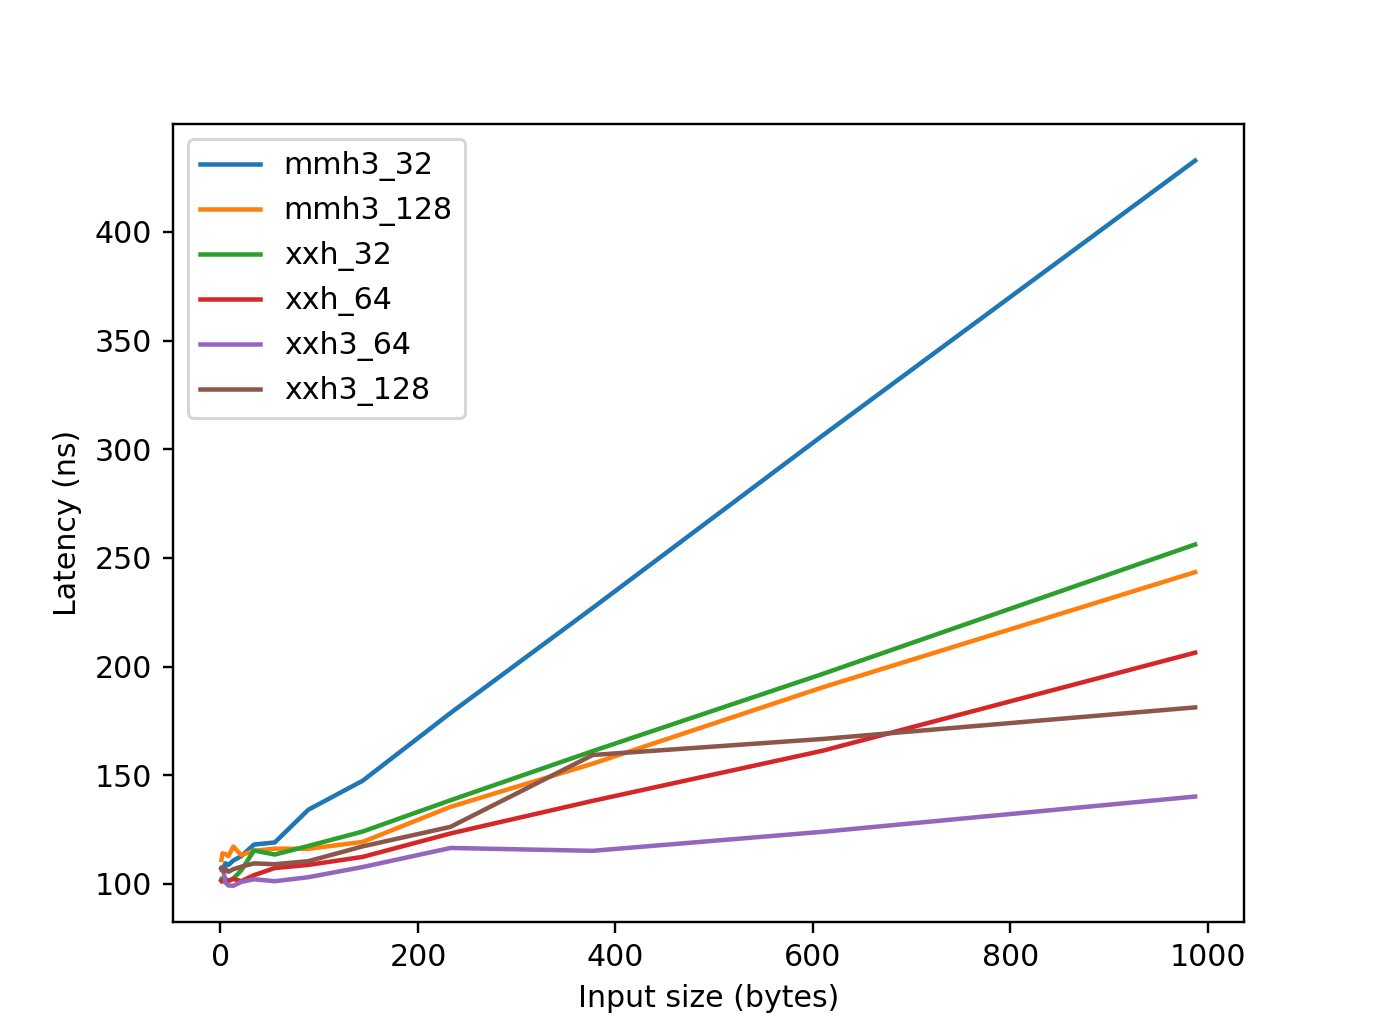 mmh3_32
mmh3_128
xxh_32
xxh_64
xxh3_64
xxh3_128
400
350
300
250
200
150
100
Latency (ns)
0 200 400 600 800 1000
Input size (bytes)